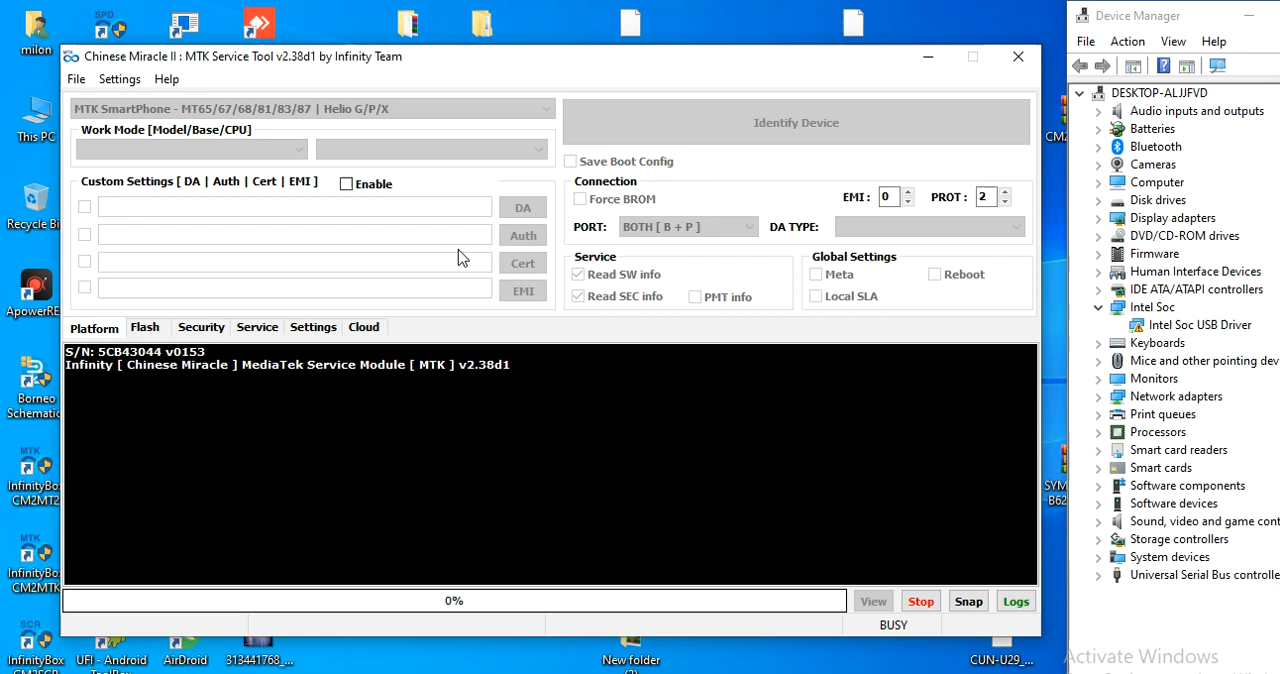 milon
SPD
Device Manager
File Action View Help
Chinese Miracle II : MTK Service Tool v2.38d1 by Infinity Team
File Settings Help
MTK SmartPhone - MT65/67/68/81/83/87 | Helio G/P/X
Identify Device
Work Mode [Model/Base/CPU]
Save Boot Config
Custom Settings [ DA | Auth | Cert | EMI ] Enable
DA
Auth
Cert
EMI
Connection
Force BROM
EMI : 0 PROT : 2
PORT: BOTH [ B + P ] DA TYPE:
Service
Read SW info
Read SEC info PMT info
Global Settings
Meta Reboot
Local SLA
Platform Flash Security Service Settings Cloud
S/N: 5CB43044 v0153
Infinity [ Chinese Miracle ] MediaTek Service Module [ MTK ] v2.38d1
0%
View Stop Snap Logs
BUSY
This PC
Recycle Bi
ApowerRE
Borneo
Schematic
MTK
InfinityBo
CM2MT2
MTK
InfinityBo
CM2MTK
SCR
InfinityBox
CM2SCR
UFI - Android
ToolBox
AirDroid
313441768_...
New folder
(2)
CUN-U29_...
CM
SYM
B62
DESKTOP-ALJJFVD
Audio inputs and outputs
Batteries
Bluetooth
Cameras
Computer
Disk drives
Display adapters
DVD/CD-ROM drives
Firmware
Human Interface Devices
IDE ATA/ATAPI controllers
Intel Soc
Intel Soc USB Driver
Keyboards
Mice and other pointing dev
Monitors
Network adapters
Print queues
Processors
Smart card readers
Smart cards
Software components
Software devices
Sound, video and game cont
Storage controllers
System devices
Universal Serial Bus controlle
Activate Windows